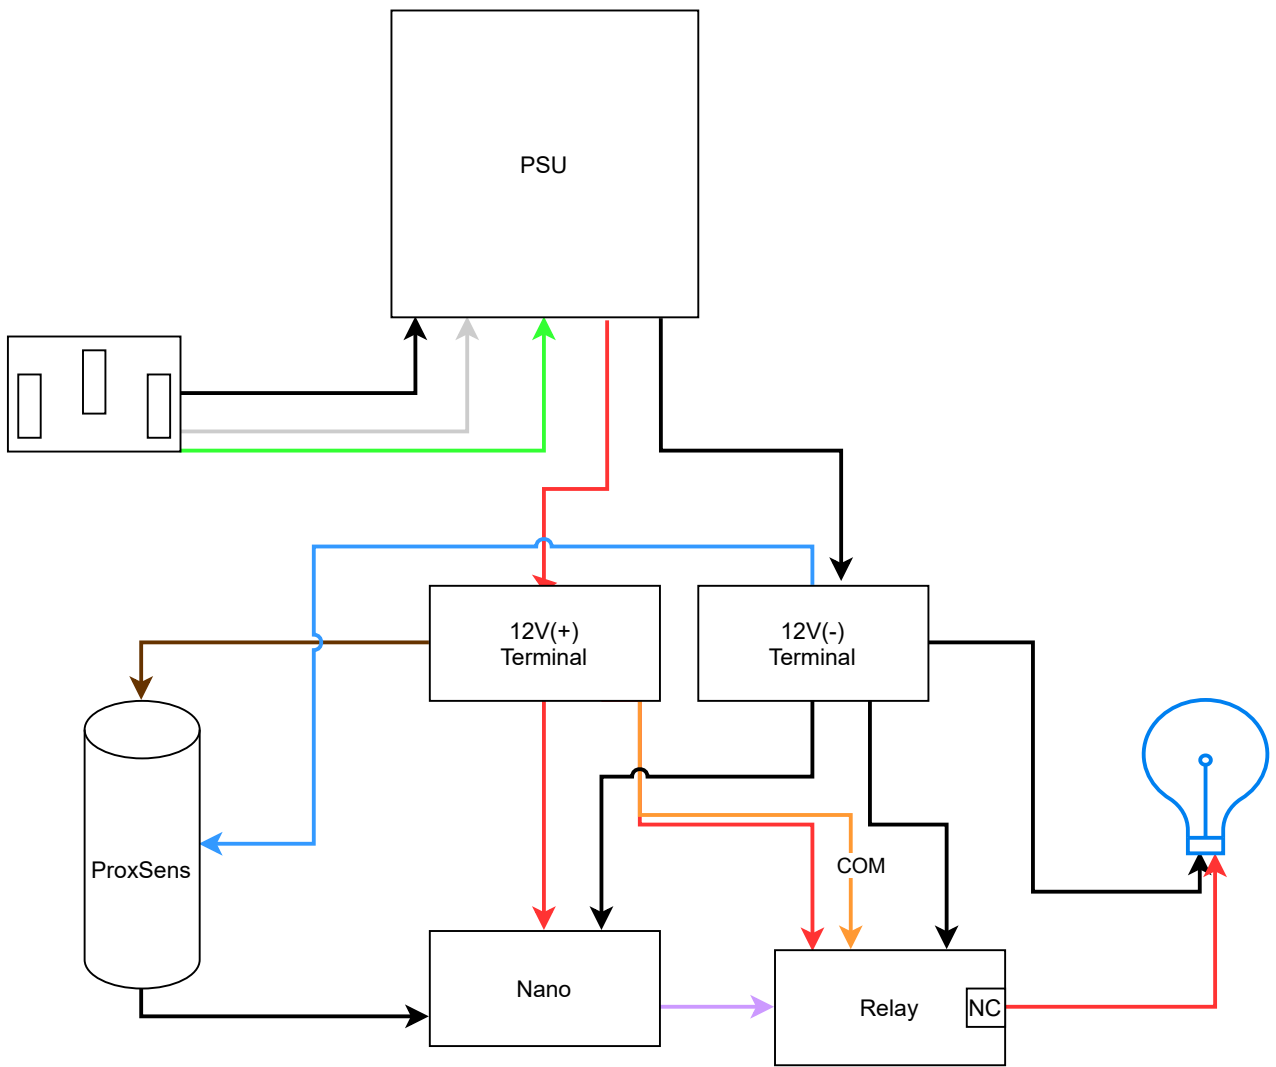 PSU
12V(+)
Terminal
12V(-)
Terminal
COM
ProxSens
Nano
Relay
NC